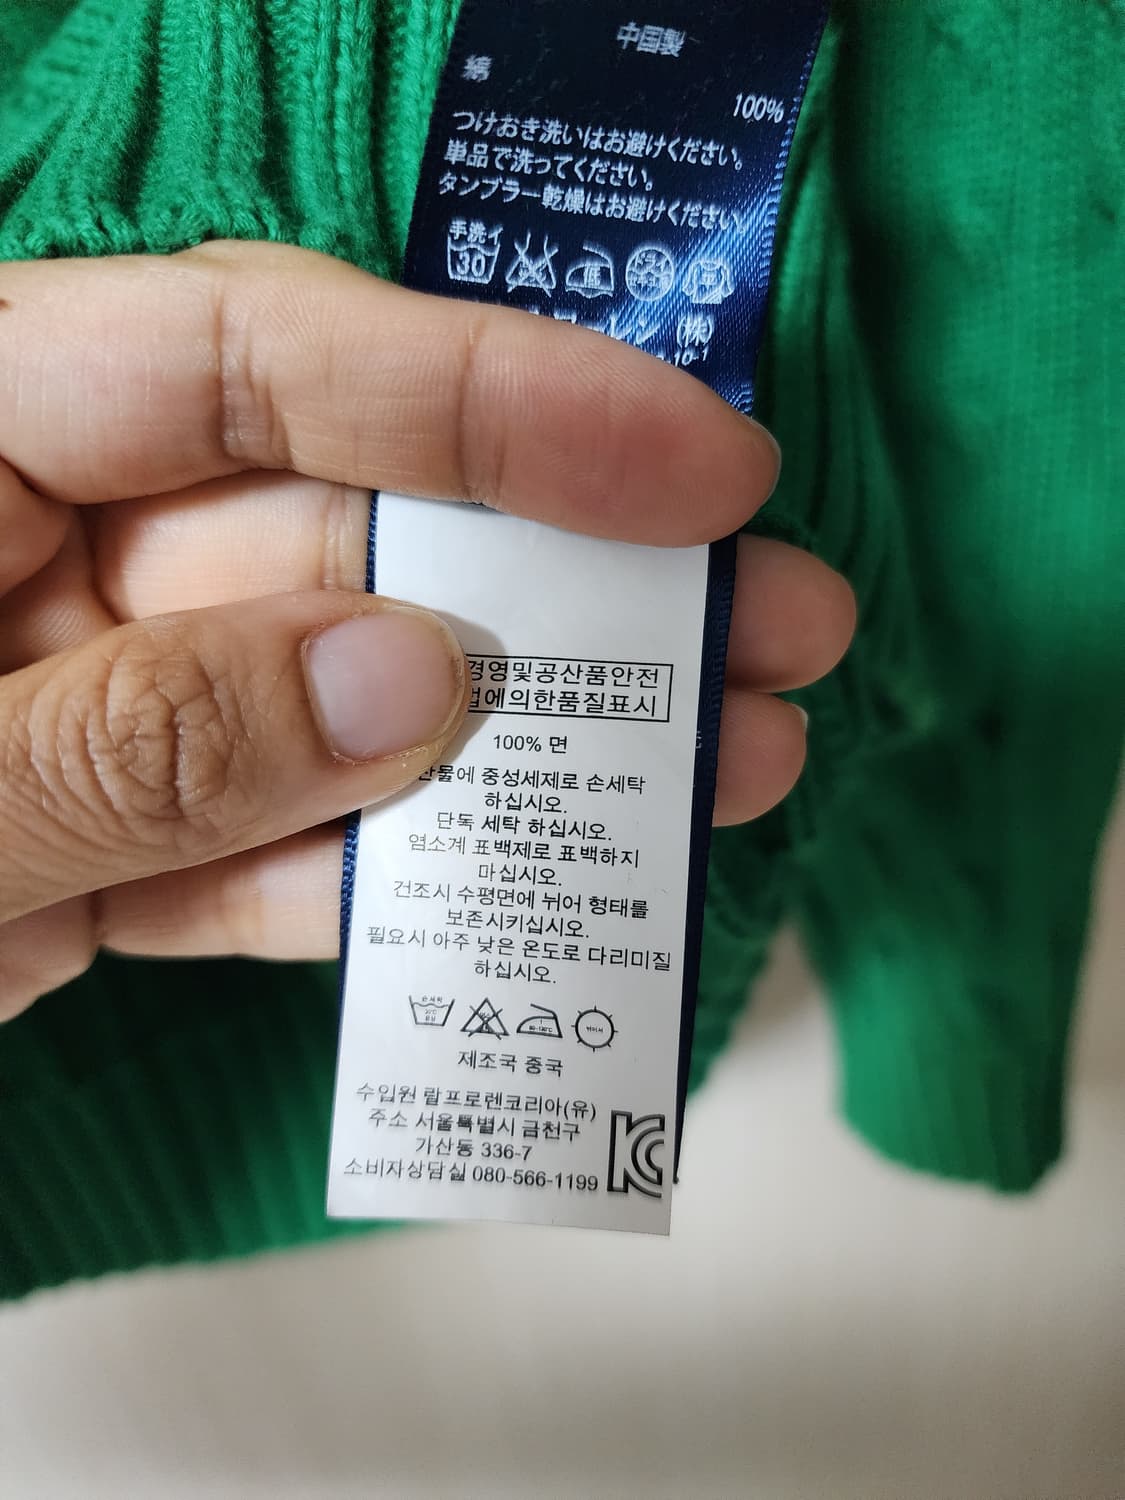 中国製
綿 100%
つけおき洗いはお避けください。
単品で洗ってください。
タンブラー乾燥はお避けください
手洗イ
30
低
ーレン (株)
경영및공산품안전
에의한품질표시
100% 면
물에 중성세제로 손세탁
하십시오.
단독 세탁 하십시오.
염소계 표백제로 표백하지
마십시오.
건조시 수평면에 뉘어 형태를
보존시키십시오.
필요시 아주 낮은 온도로 다리미질
하십시오.
손세탁
제조국 중국
수입원 랄프로렌코리아(유)
주소 서울특별시 금천구
가산동 336-7
소비자상담실 080-566-1199